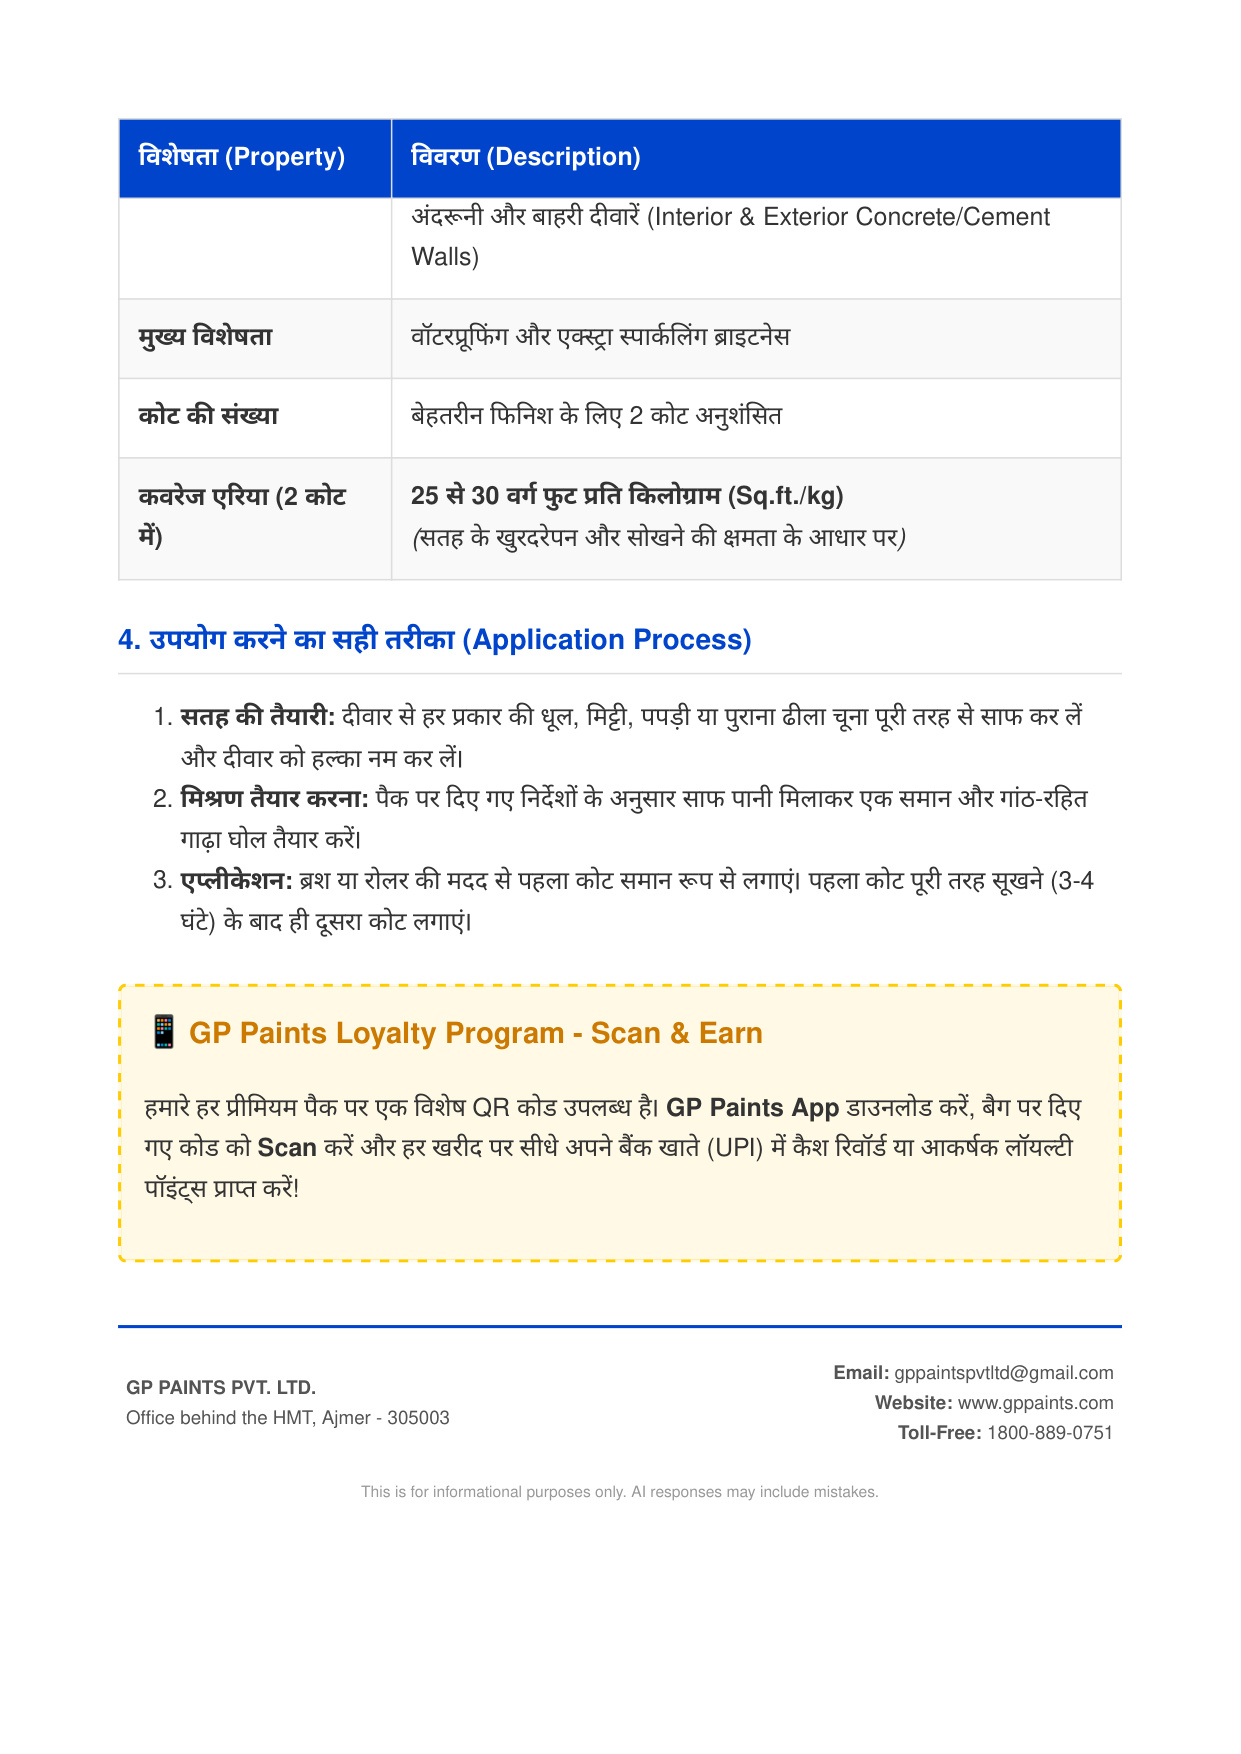 विशेषता (Property) विवरण (Description)
अंदरूनी और बाहरी दीवारें (Interior & Exterior Concrete/Cement
Walls)
मुख्य विशेषता वॉटरप्रूफिंग और एक्स्ट्रा स्पार्कलिंग ब्राइटनेस
कोट की संख्या बेहतरीन फिनिश के लिए 2 कोट अनुशंसित
कवरेज एरिया (2 कोट
में)
25 से 30 वर्ग फुट प्रति किलोग्राम (Sq.ft./kg)
(सतह के खुरदरेपन और सोखने की क्षमता के आधार पर)
4. उपयोग करने का सही तरीका (Application Process)
1. सतह की तैयारी: दीवार से हर प्रकार की धूल, मिट्टी, पपड़ी या पुराना ढीला चूना पूरी तरह से साफ कर लें
और दीवार को हल्का नम कर लें।
2. मिश्रण तैयार करना: पैक पर दिए गए निर्देशों के अनुसार साफ पानी मिलाकर एक समान और गांठ-रहित
गाढ़ा घोल तैयार करें।
3. एप्लीकेशन: ब्रश या रोलर की मदद से पहला कोट समान रूप से लगाएं। पहला कोट पूरी तरह सूखने (3-4
घंटे) के बाद ही दूसरा कोट लगाएं।
📱 GP Paints Loyalty Program - Scan & Earn
हमारे हर प्रीमियम पैक पर एक विशेष QR कोड उपलब्ध है। GP Paints App डाउनलोड करें, बैग पर दिए
गए कोड को Scan करें और हर खरीद पर सीधे अपने बैंक खाते (UPI) में कैश रिवॉर्ड या आकर्षक लॉयल्टी
पॉइंट्स प्राप्त करें!
GP PAINTS PVT. LTD.
Office behind the HMT, Ajmer - 305003
Email: gppaintspvtltd@gmail.com
Website: www.gppaints.com
Toll-Free: 1800-889-0751
This is for informational purposes only. AI responses may include mistakes.